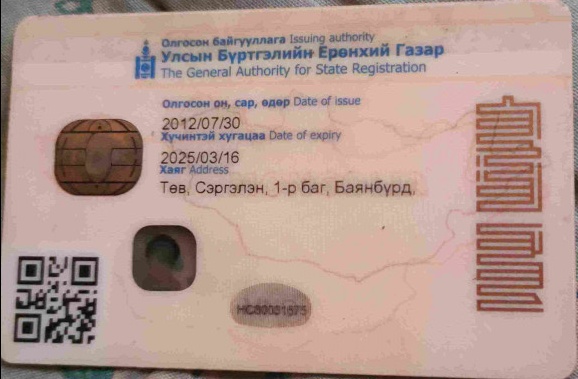 Олгосон байгууллага Issuing authority
Улсын Бүртгэлийн Ерөнхий Газар
The General Authority for State Registration
Олгосон он, сар, өдөр Date of issue
2012/07/30
Хүчинтэй хугацаа Date of expiry
2025/03/16
Хаяг Address
Төв, Сэргэлэн, 1-р баг, Баянбүрд,